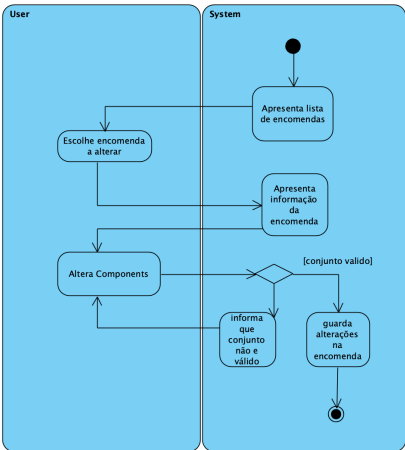 User
System
Apresenta lista
de encomendas
Escolhe encomenda
a alterar
Apresenta
informação
da
encomenda
Altera Components
[conjunto valido]
informa
que
conjunto
não e
válido
guarda
alterações
na
encomenda